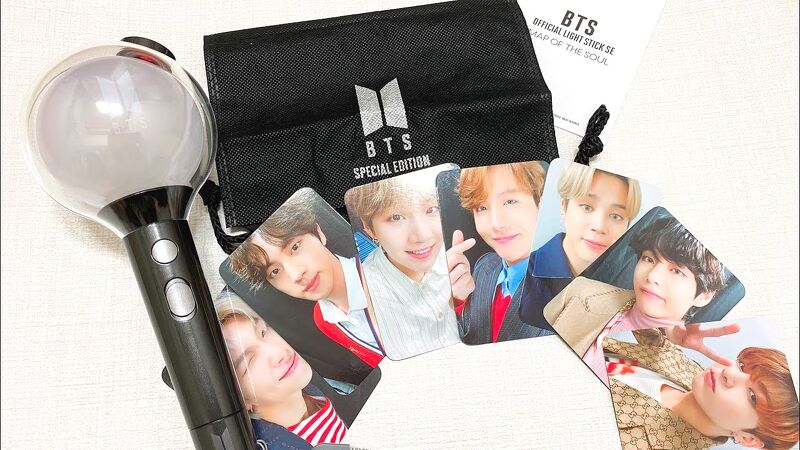 BTS
OFFICIAL LIGHT STICK SE
MAP OF THE SOUL
BTS
SPECIAL EDITION